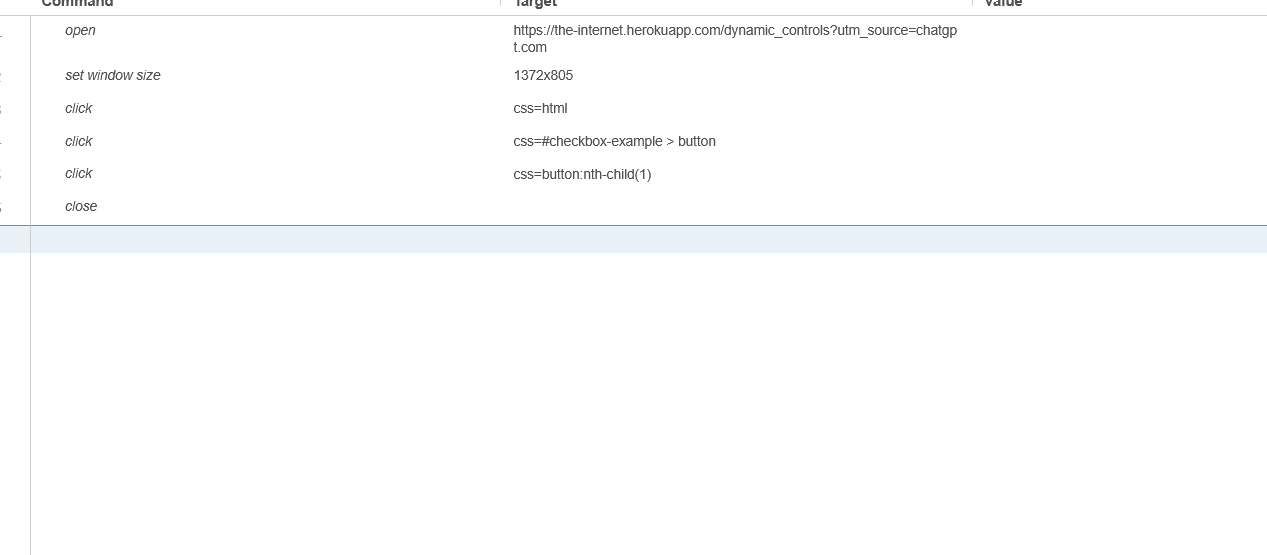 Command Target Value
open https://the-internet.herokuapp.com/dynamic_controls?utm_source=chatgp
t.com
set window size 1372x805
click css=html
click css=#checkbox-example > button
click css=button:nth-child(1)
close